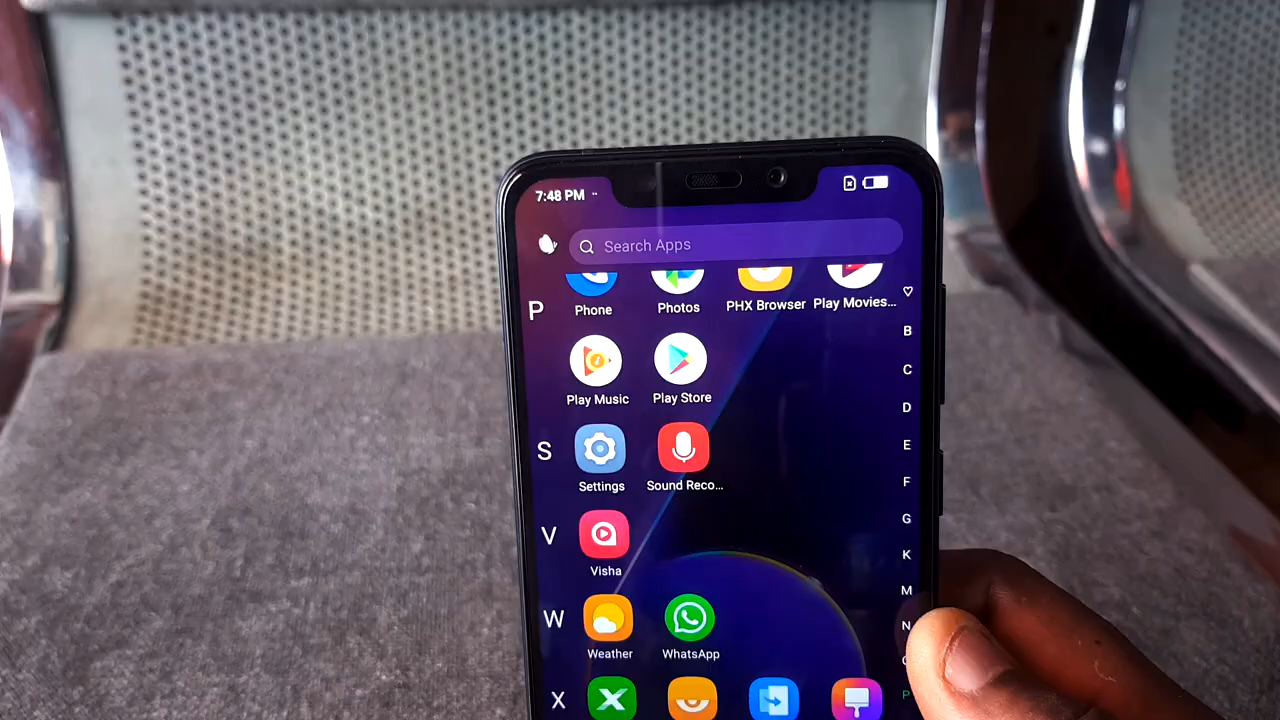 7:48 PM
Search Apps
P
Phone Photos PHX Browser Play Movies...
Play Music Play Store
S
Settings Sound Reco...
V
Visha
W
Weather WhatsApp
X
B
C
D
E
F
G
K
M
N
P